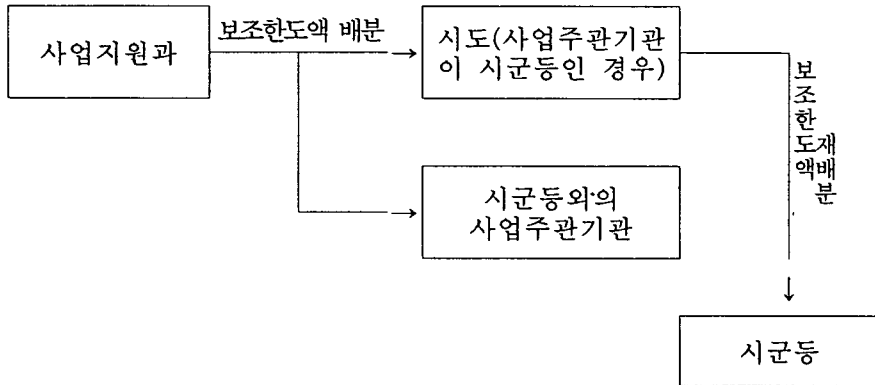 사업지원과
보조한도액 배분
시도(사업주관기관
이 시군등인 경우)
보조한도액
재배분
시군등외의
사업주관기관
시군등